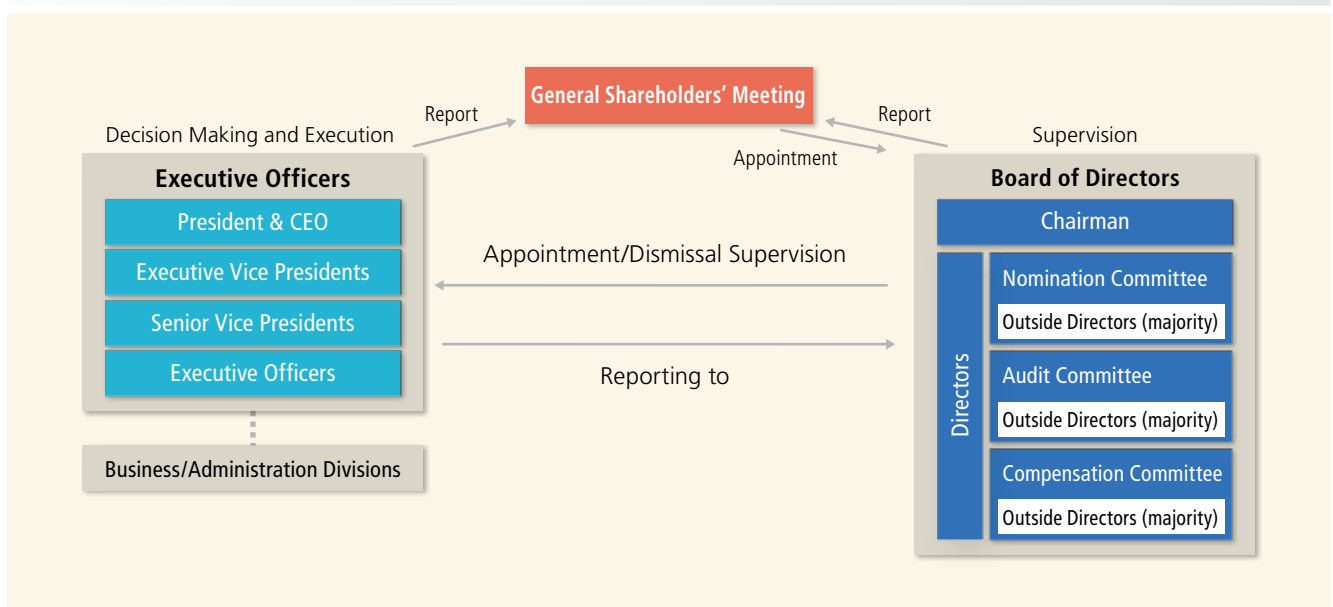 General Shareholders’ Meeting
Report
Report
Decision Making and Execution
Appointment
Supervision
Executive Officers
President & CEO
Executive Vice Presidents
Senior Vice Presidents
Executive Officers
Business/Administration Divisions
Appointment/Dismissal Supervision
Reporting to
Board of Directors
Chairman
Directors
Nomination Committee
Outside Directors (majority)
Audit Committee
Outside Directors (majority)
Compensation Committee
Outside Directors (majority)